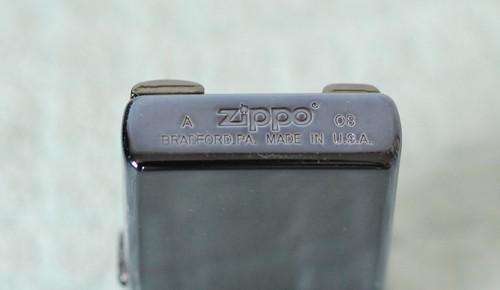 A zippo® 08
BRADFORD,PA. MADE IN U.S.A.